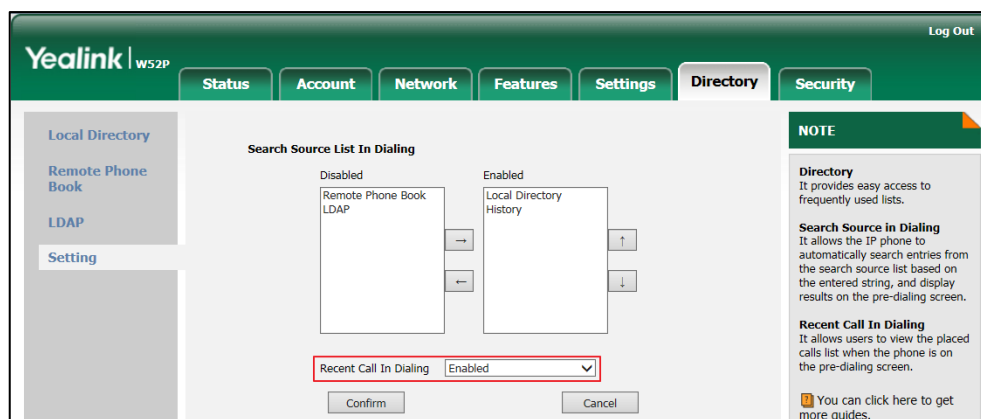 Log Out
Yealink | W52P
Status Account Network Features Settings Directory Security
Local Directory
Remote Phone
Book
LDAP
Setting
Search Source List In Dialing
Disabled
Remote Phone Book
LDAP
→
←
Enabled
Local Directory
History
↑
↓
Recent Call In Dialing Enabled
Confirm Cancel
NOTE
Directory
It provides easy access to
frequently used lists.
Search Source in Dialing
It allows the IP phone to
automatically search entries from
the search source list based on
the entered string, and display
results on the pre-dialing screen.
Recent Call In Dialing
It allows users to view the placed
calls list when the phone is on
the pre-dialing screen.
You can click here to get
more guides.